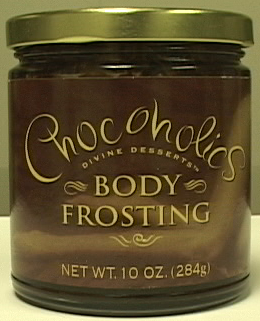 Chocoholics
DIVINE DESSERTS™
BODY
FROSTING
NET WT. 10 OZ. (284g)